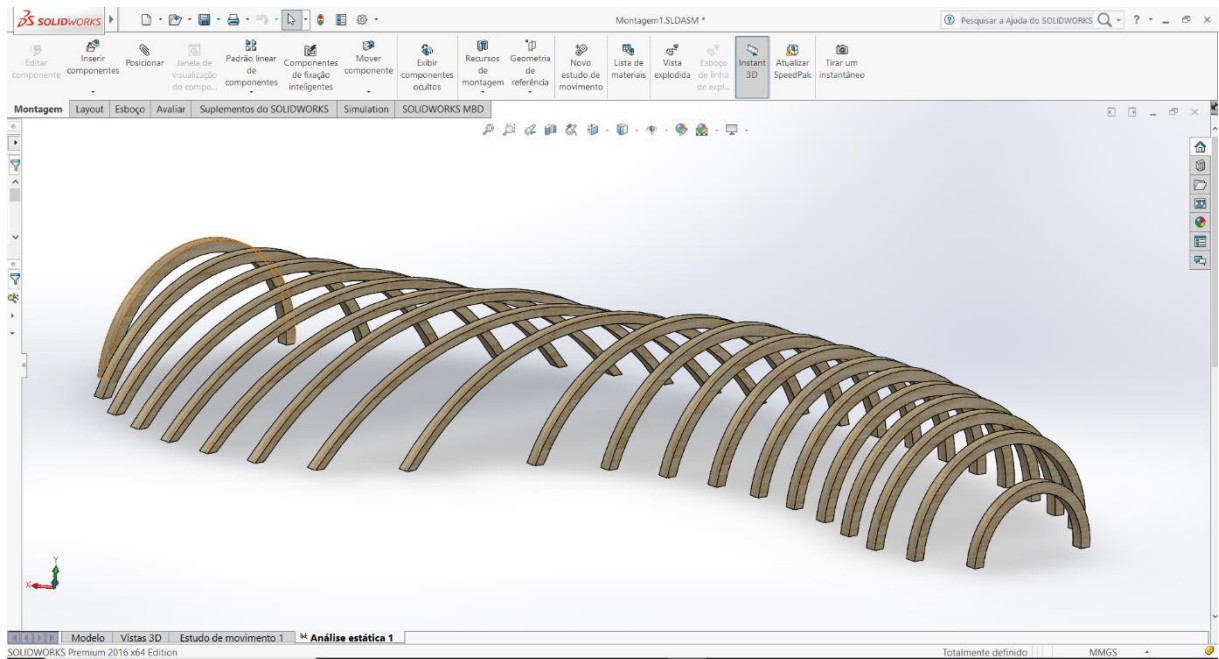 SOLIDWORKS
Montagem1.SLDASM *
Pesquisar a Ajuda do SOLIDWORKS
?
Editar componente
Inserir componentes
Posicionar
Janela de visualização do compo...
Padrão linear de componentes
Componentes de fixação inteligentes
Mover componente
Exibir componentes ocultos
Recursos de montagem
Geometria de referência
Novo estudo de movimento
Lista de materiais
Vista explodida
Esboço de linha de expl...
Instant 3D
Atualizar SpeedPak
Tirar um instantâneo
Montagem Layout Esboço Avaliar Suplementos do SOLIDWORKS Simulation SOLIDWORKS MBD
Y
X
Modelo Vistas 3D Estudo de movimento 1 Análise estática 1
SOLIDWORKS Premium 2016 x64 Edition Totalmente definido MMGS